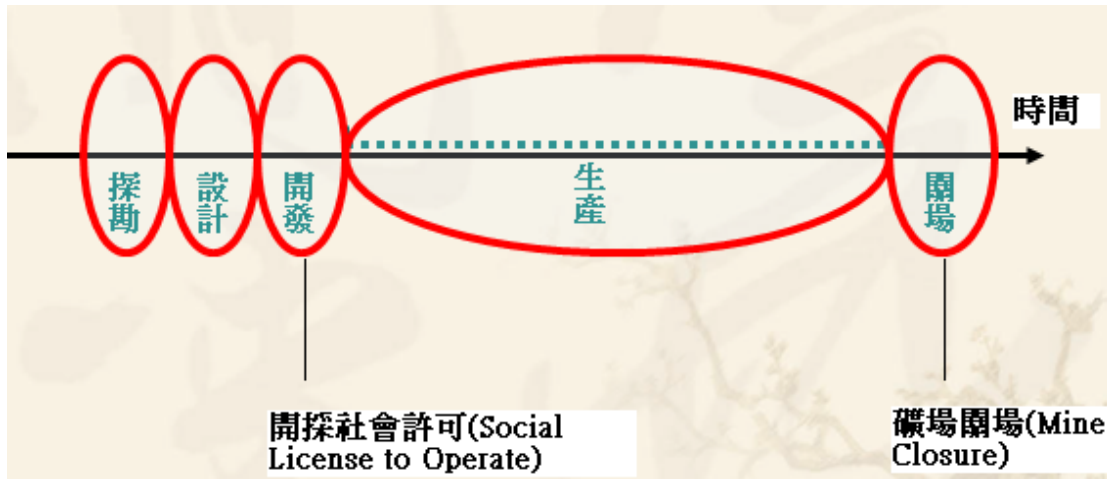 時間
探勘
設計
開發
生產
關場
開採社會許可(Social
License to Operate)
礦場關場(Mine
Closure)